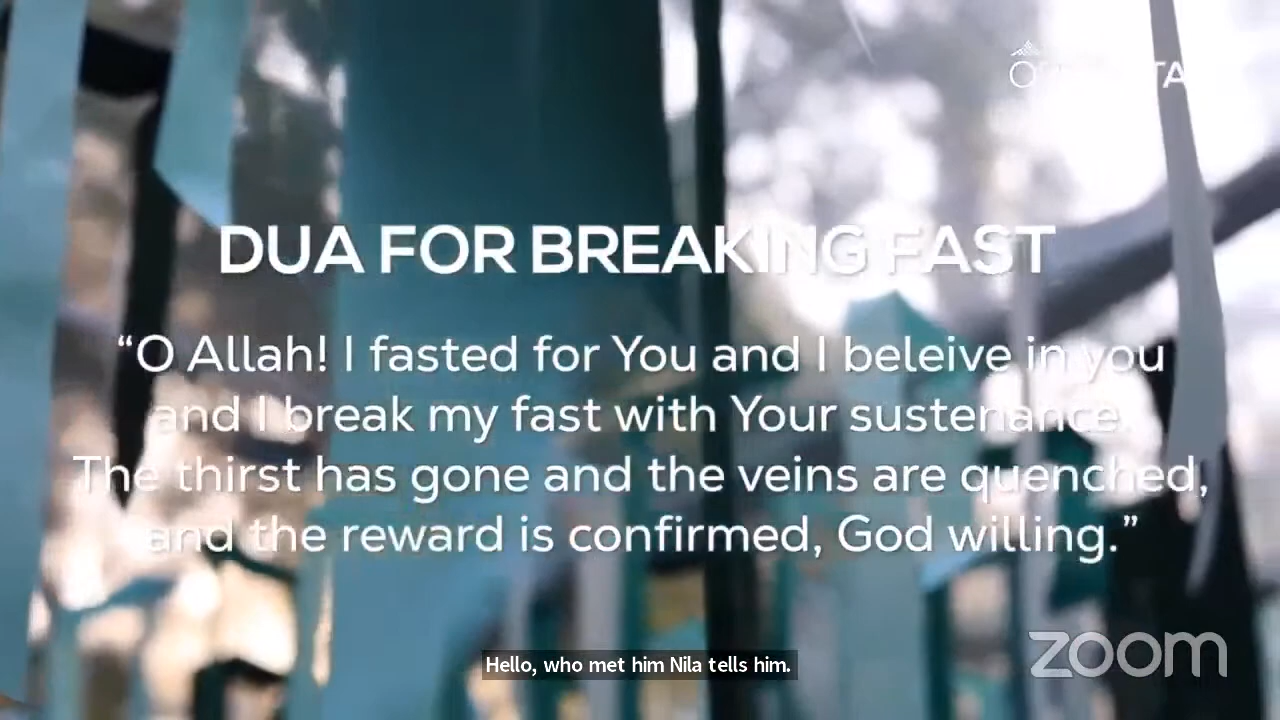 DUA FOR BREAKING FAST
“O Allah! I fasted for You and I beleive in you
and I break my fast with Your sustenance.
The thirst has gone and the veins are quenched,
and the reward is confirmed, God willing.”
Hello, who met him Nila tells him.
zoom